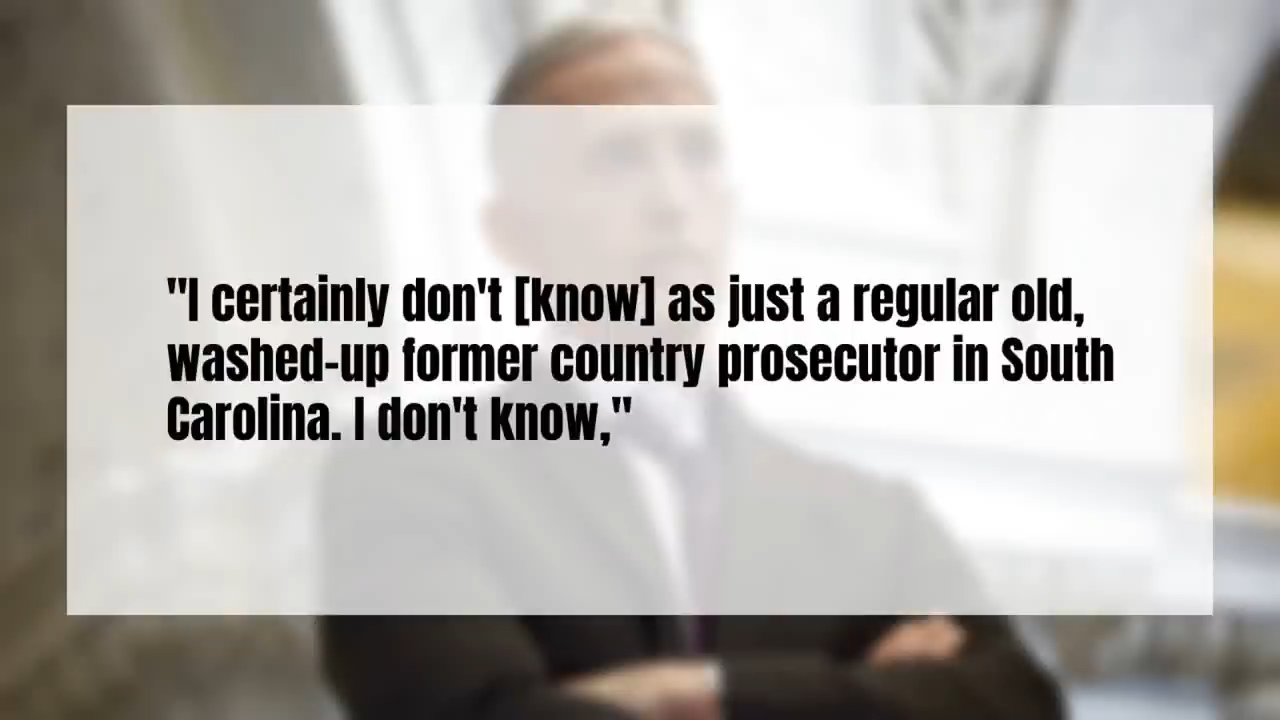 "I certainly don't [know] as just a regular old,
washed-up former country prosecutor in South
Carolina. I don't know,"